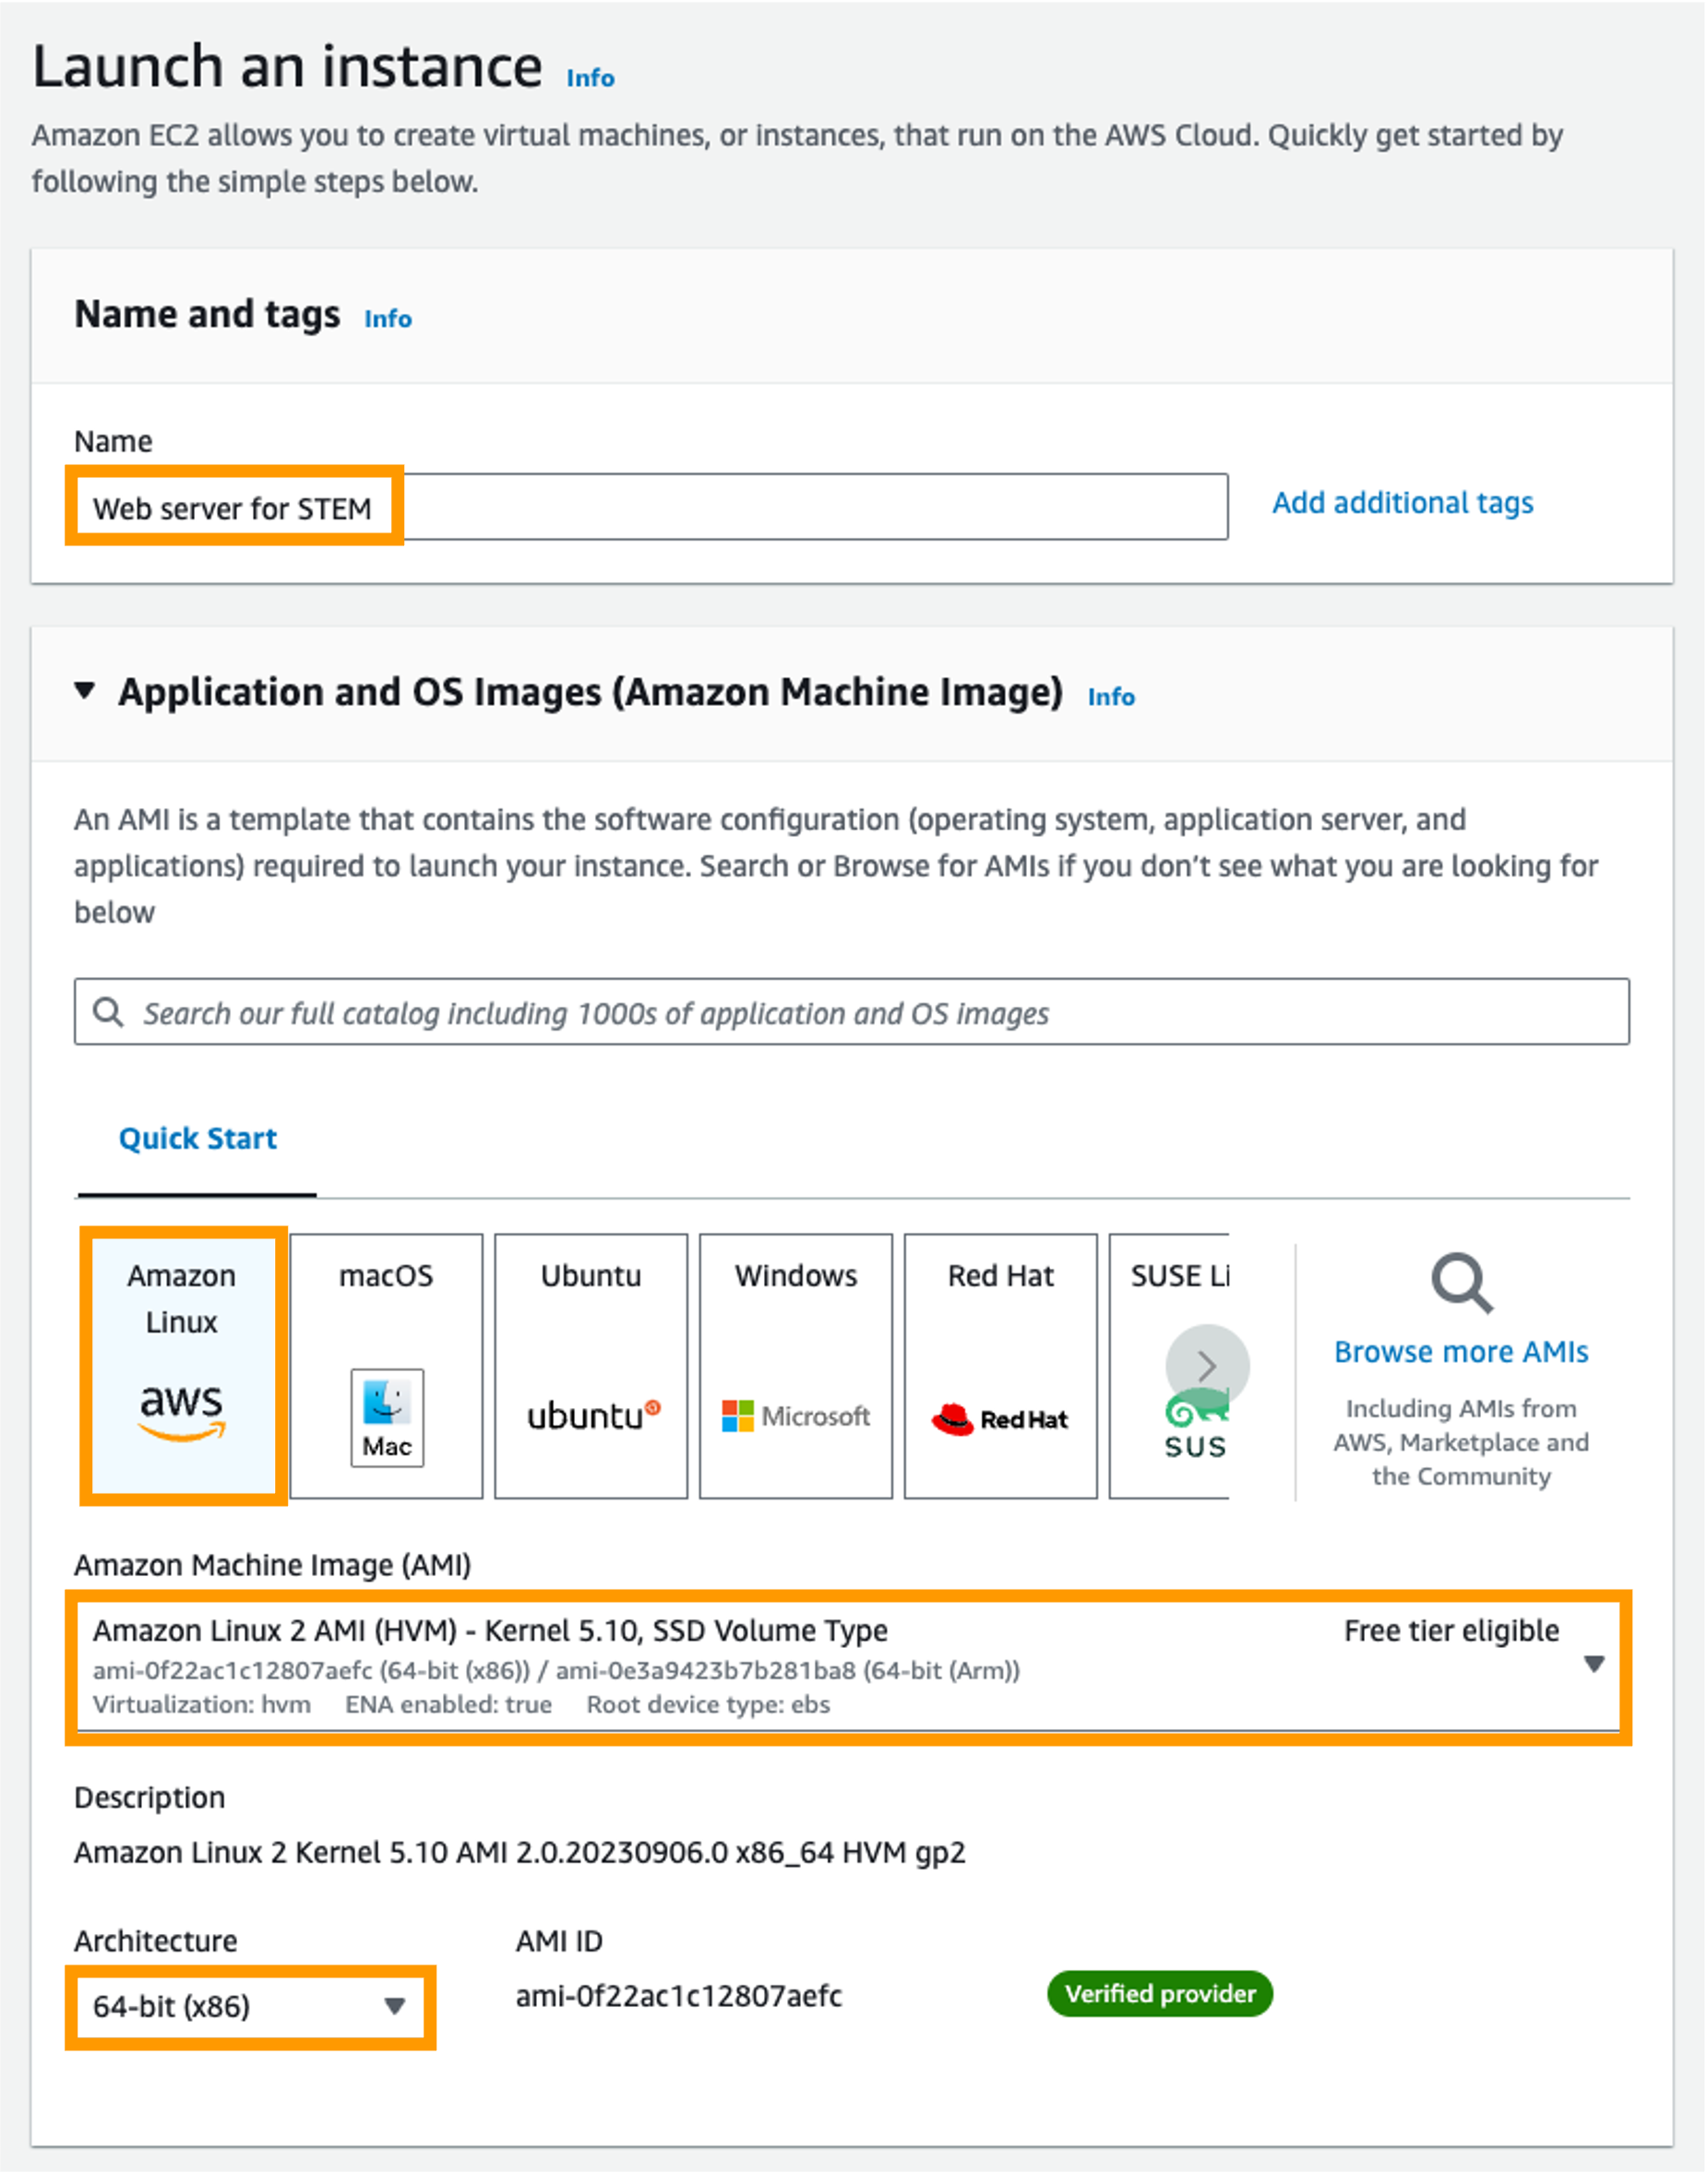 Launch an instance Info
Amazon EC2 allows you to create virtual machines, or instances, that run on the AWS Cloud. Quickly get started by
following the simple steps below.
Name and tags Info
Name
Web server for STEM
Add additional tags
Application and OS Images (Amazon Machine Image) Info
An AMI is a template that contains the software configuration (operating system, application server, and
applications) required to launch your instance. Search or Browse for AMIs if you don’t see what you are looking for
below
Search our full catalog including 1000s of application and OS images
Quick Start
Amazon
Linux
aws
macOS
Mac
Ubuntu
ubuntu
Windows
Microsoft
Red Hat
Red Hat
SUSE Li
SUS
Browse more AMIs
Including AMIs from
AWS, Marketplace and
the Community
Amazon Machine Image (AMI)
Amazon Linux 2 AMI (HVM) - Kernel 5.10, SSD Volume Type Free tier eligible
ami-0f22ac1c12807aefc (64-bit (x86)) / ami-0e3a9423b7b281ba8 (64-bit (Arm))
Virtualization: hvm ENA enabled: true Root device type: ebs
Description
Amazon Linux 2 Kernel 5.10 AMI 2.0.20230906.0 x86_64 HVM gp2
Architecture AMI ID
64-bit (x86) ami-0f22ac1c12807aefc Verified provider